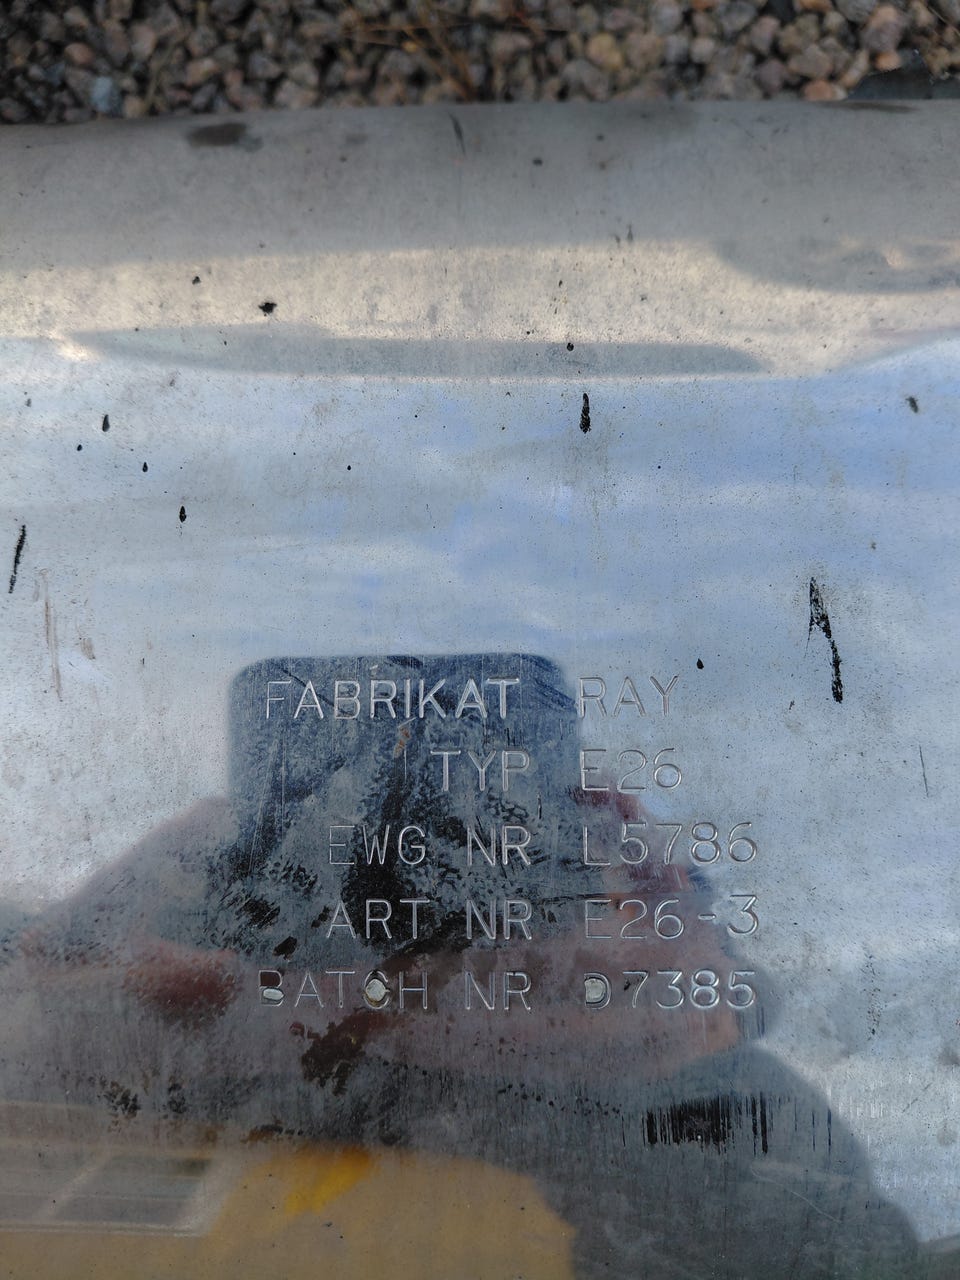 FABRIKAT RAY
TYP E26
EWG NR L5786
ART NR E26-3
BATCH NR D7385